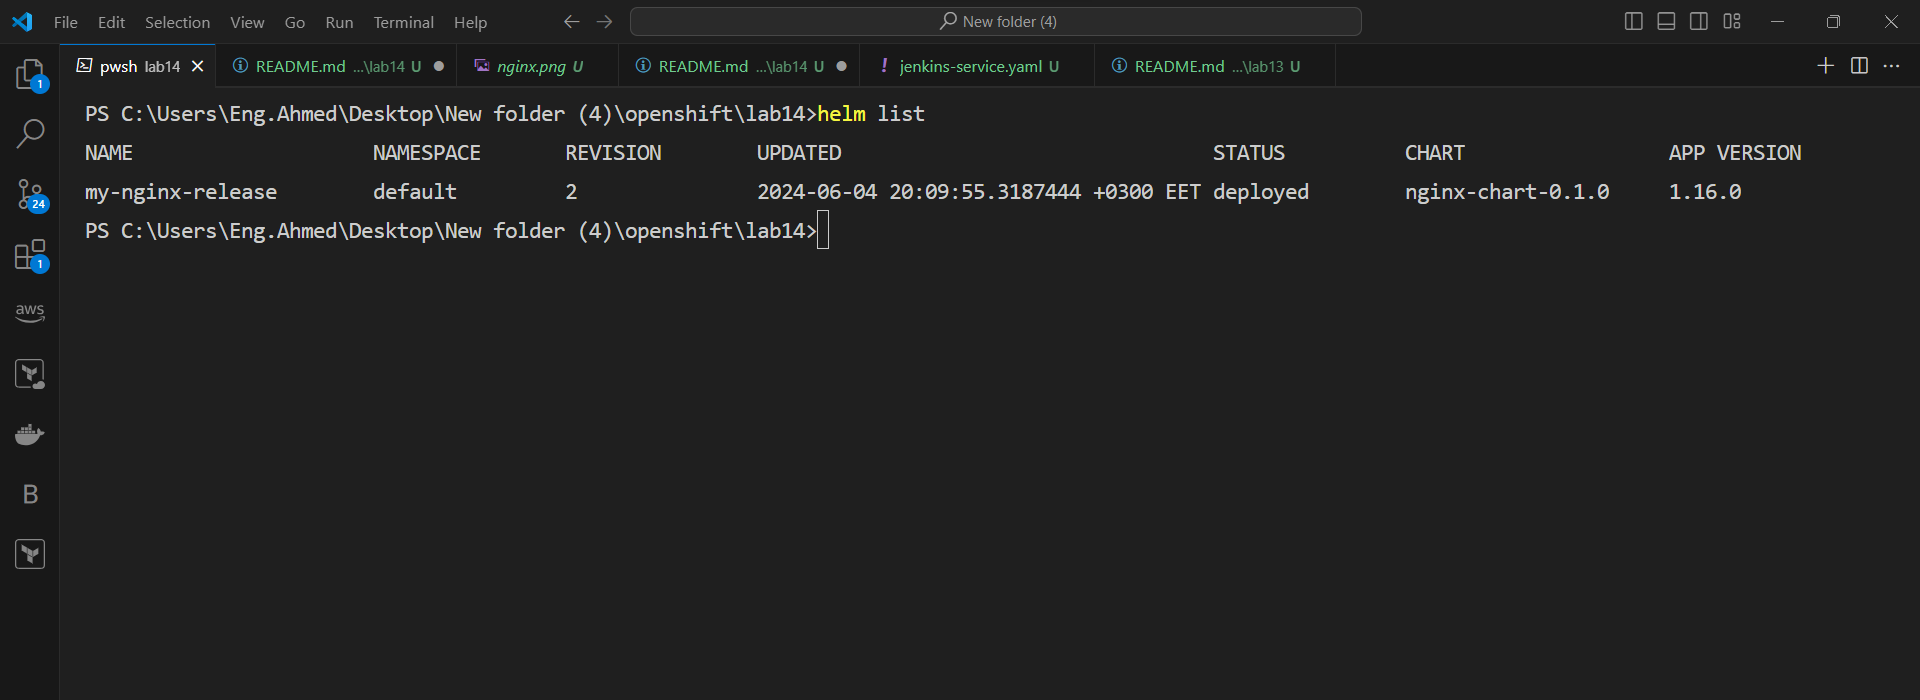 File Edit Selection View Go Run Terminal Help New folder (4)
pwsh lab14 README.md ...\lab14 U nginx.png U README.md ...\lab14 U jenkins-service.yaml U README.md ...\lab13 U
1
PS C:\Users\Eng.Ahmed\Desktop\New folder (4)\openshift\lab14>helm list
NAME NAMESPACE REVISION UPDATED STATUS CHART APP VERSION
my-nginx-release default 2 2024-06-04 20:09:55.3187444 +0300 EET deployed nginx-chart-0.1.0 1.16.0
PS C:\Users\Eng.Ahmed\Desktop\New folder (4)\openshift\lab14>
24
1
aws
B